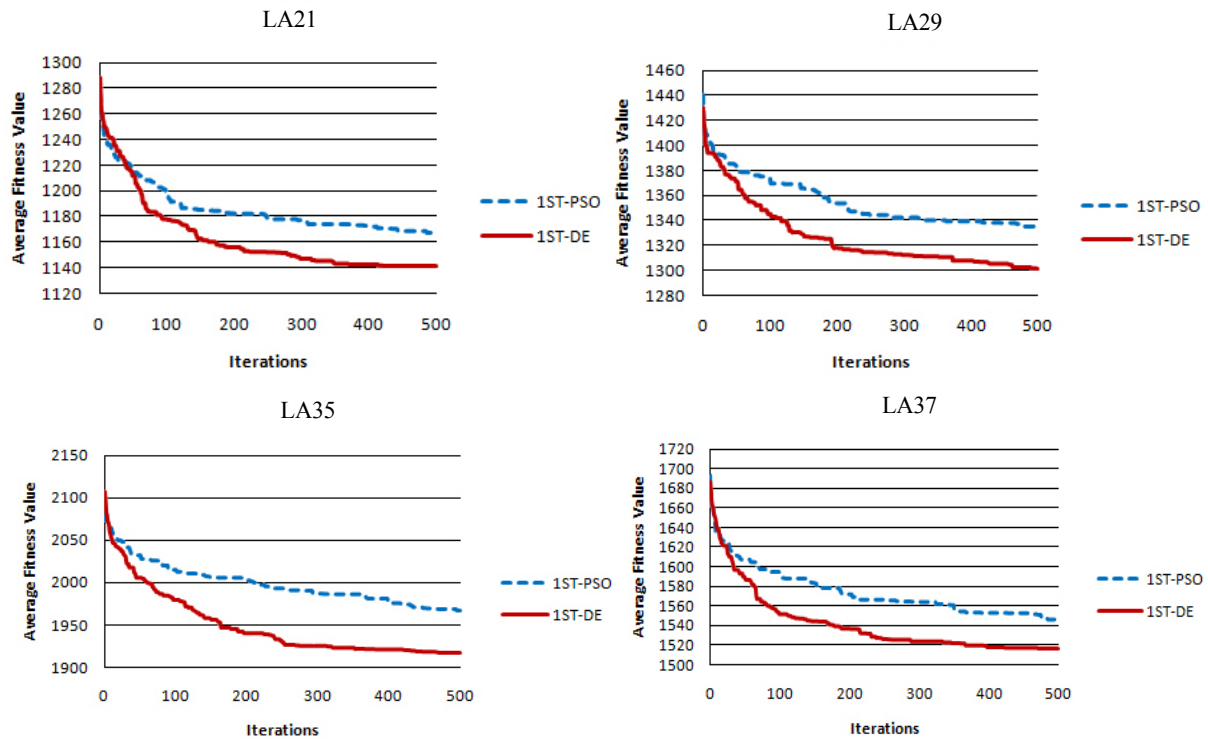 LA21
1300
1280
1260
1240
1220
1200
1180
1160
1140
1120
Average Fitness Value
0 100 200 300 400 500
Iterations
1ST-PSO
1ST-DE
LA29
1460
1440
1420
1400
1380
1360
1340
1320
1300
1280
Average Fitness Value
0 100 200 300 400 500
Iterations
1ST-PSO
1ST-DE
LA35
2150
2100
2050
2000
1950
1900
Average Fitness Value
0 100 200 300 400 500
Iterations
1ST-PSO
1ST-DE
LA37
1720
1700
1680
1660
1640
1620
1600
1580
1560
1540
1520
1500
Average Fitness Value
0 100 200 300 400 500
Iterations
1ST-PSO
1ST-DE